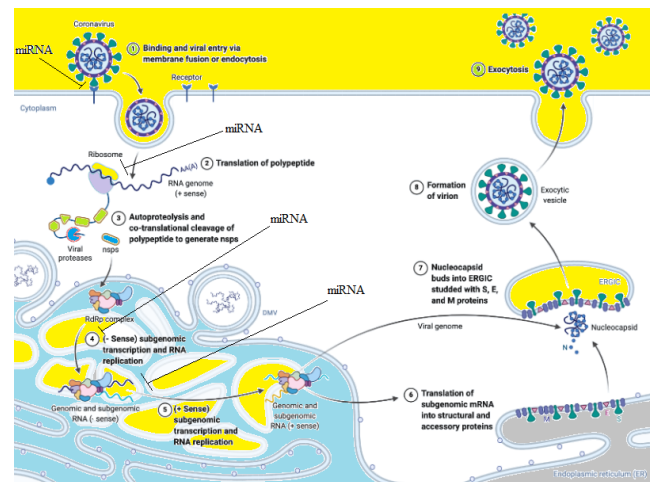 Coronavirus
miRNA
1 Binding and viral entry via
membrane fusion or endocytosis
Receptor
Cytoplasm
9 Exocytosis
miRNA
Ribosome
AA(A)
2 Translation of polypeptide
RNA genome
(+ sense)
3 Autoproteolysis and
co-translational cleavage of
polypeptide to generate nsps
Viral
proteases
nsps
miRNA
8 Formation
of virion
Exocytic
vesicle
7 Nucleocapsid
buds into ERGIC
studded with S, E,
and M proteins
ERGIC
RdRp complex
DMV
miRNA
Viral genome
Nucleocapsid
N
4 (- Sense) subgenomic
transcription and RNA
replication
Genomic and subgenomic
RNA (- sense)
5 (+ Sense) subgenomic
transcription and
RNA replication
Genomic and
subgenomic
RNA (+ sense)
6 Translation of
subgenomic mRNA
into structural and
accessory proteins
M E S
Endoplasmic reticulum (ER)